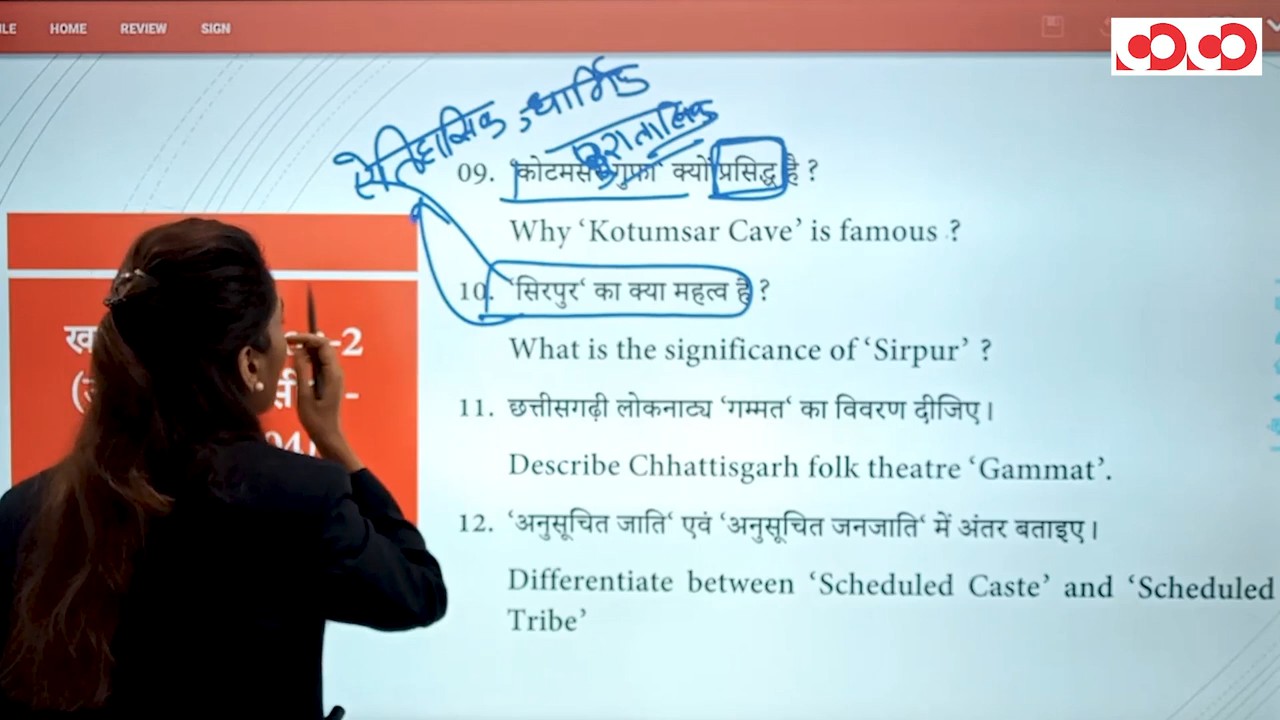 HOME REVIEW SIGN
ऐतिहासिक, धार्मिक
09. कोटमसर गुफा‘ क्यों प्रसिद्ध है ?
Why ‘Kotumsar Cave’ is famous ?
10. ‘सिरपुर‘ का क्या महत्व है ?
What is the significance of ‘Sirpur’ ?
11. छत्तीसगढ़ी लोकनाट्य ‘गम्मत‘ का विवरण दीजिए।
Describe Chhattisgarh folk theatre ‘Gammat’.
12. ‘अनुसूचित जाति‘ एवं ‘अनुसूचित जनजाति‘ में अंतर बताइए।
Differentiate between ‘Scheduled Caste’ and ‘Scheduled
Tribe’